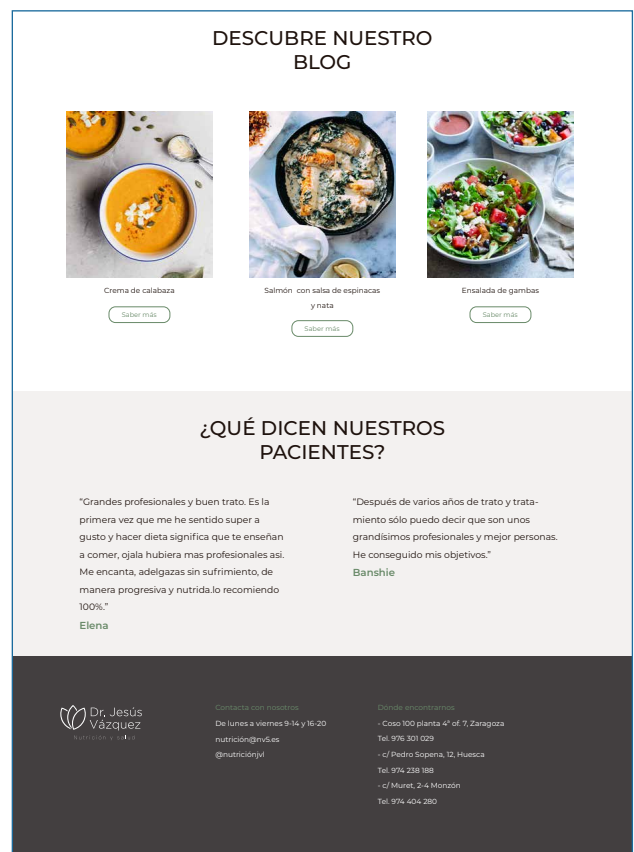 DESCUBRE NUESTRO
BLOG
Crema de calabaza
Saber más
Salmón con salsa de espinacas
y nata
Saber más
Ensalada de gambas
Saber más
¿QUÉ DICEN NUESTROS
PACIENTES?
“Grandes profesionales y buen trato. Es la
primera vez que me he sentido super a
gusto y hacer dieta significa que te enseñan
a comer, ojala hubiera mas profesionales asi.
Me encanta, adelgazas sin sufrimiento, de
manera progresiva y nutrida.lo recomiendo
100%.”
Elena
“Después de varios años de trato y trata-
miento sólo puedo decir que son unos
grandísimos profesionales y mejor personas.
He conseguido mis objetivos.”
Banshie
Dr. Jesús
Vázquez
Nutrición y salud
Contacta con nosotros
De lunes a viernes 9-14 y 16-20
nutrición@nv5.es
@nutriciónjvl
Dónde encontrarnos
- Coso 100 planta 4ª of. 7, Zaragoza
Tel. 976 301 029
- c/ Pedro Sopena, 12, Huesca
Tel. 974 238 188
- c/ Muret, 2-4 Monzón
Tel. 974 404 280